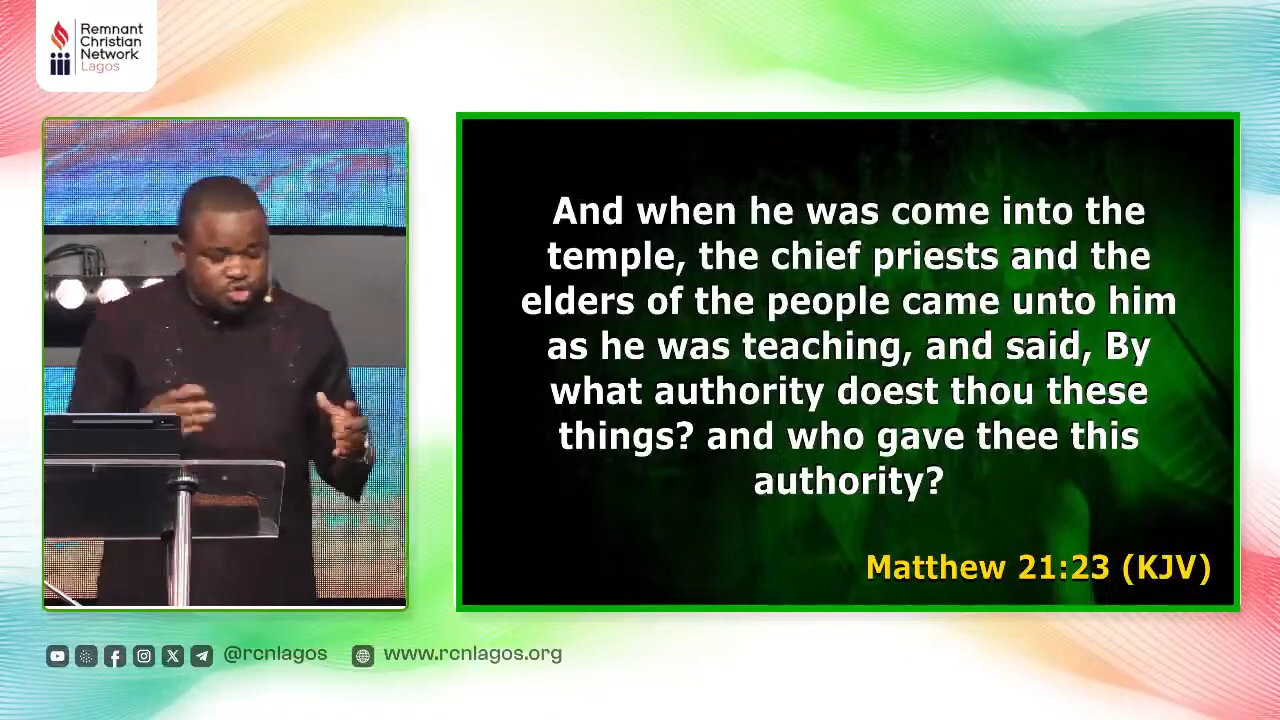 Remnant
Christian
Network
Lagos
And when he was come into the
temple, the chief priests and the
elders of the people came unto him
as he was teaching, and said, By
what authority doest thou these
things? and who gave thee this
authority?
Matthew 21:23 (KJV)
@rcnlagos
www.rcnlagos.org